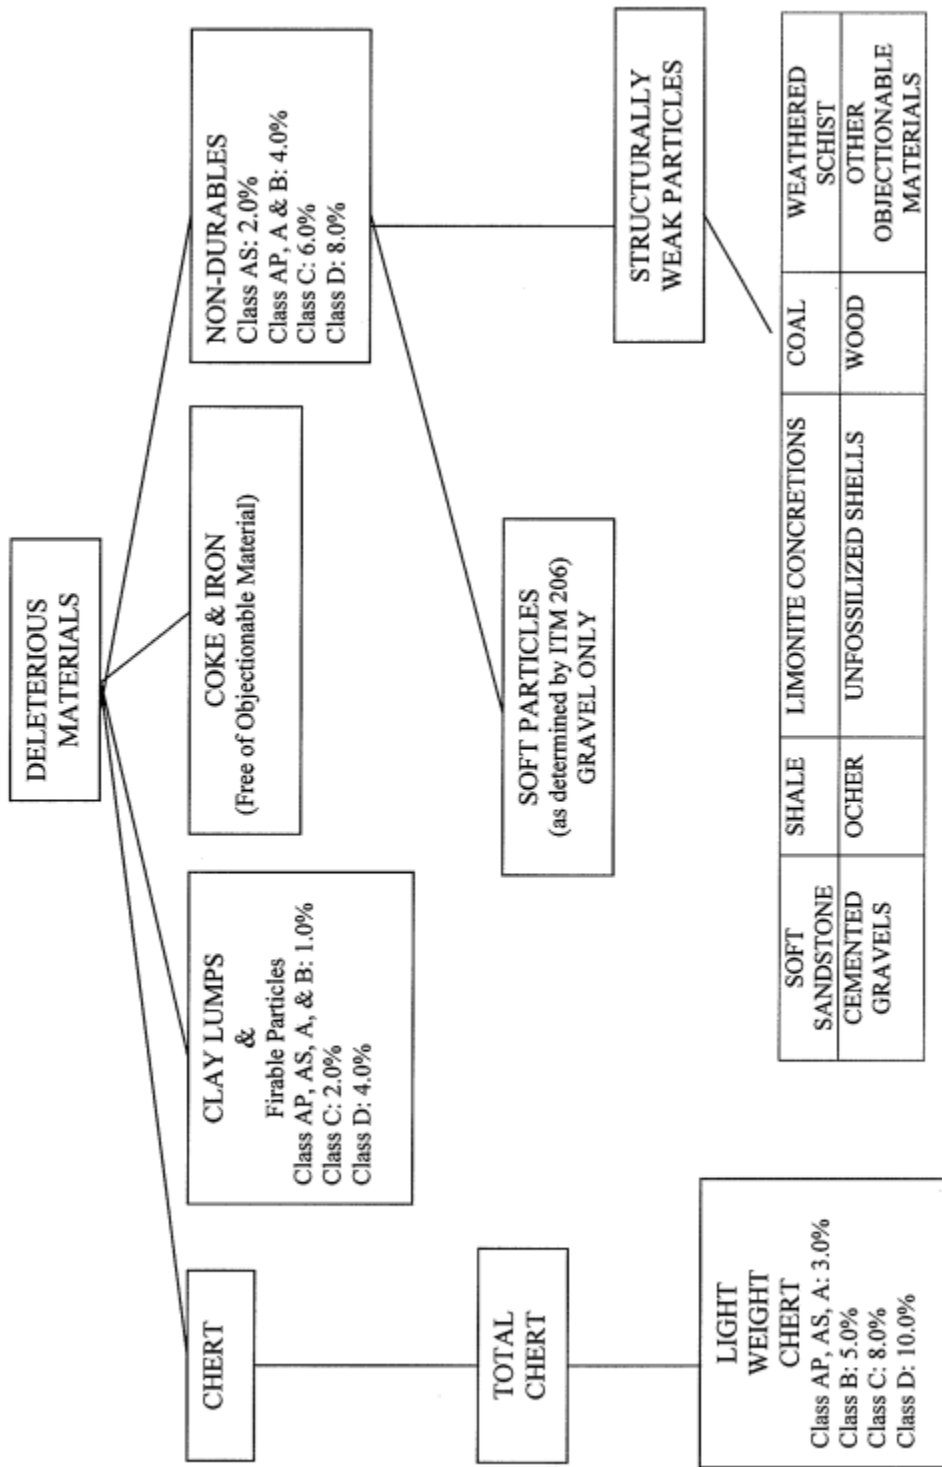 DELETERIOUS
MATERIALS
CHERT
CLAY LUMPS
&
Firable Particles
Class AP, AS, A, & B: 1.0%
Class C: 2.0%
Class D: 4.0%
COKE & IRON
(Free of Objectionable Material)
NON-DURABLES
Class AS: 2.0%
Class AP, A & B: 4.0%
Class C: 6.0%
Class D: 8.0%
TOTAL
CHERT
SOFT PARTICLES
(as determined by ITM 206)
GRAVEL ONLY
STRUCTURALLY
WEAK PARTICLES
LIGHT
WEIGHT
CHERT
Class AP, AS, A: 3.0%
Class B: 5.0%
Class C: 8.0%
Class D: 10.0%
SOFT
SANDSTONE
SHALE
LIMONITE CONCRETIONS
COAL
WEATHERED
SCHIST
CEMENTED
GRAVELS
OCHER
UNFOSSILIZED SHELLS
WOOD
OTHER
OBJECTIONABLE
MATERIALS